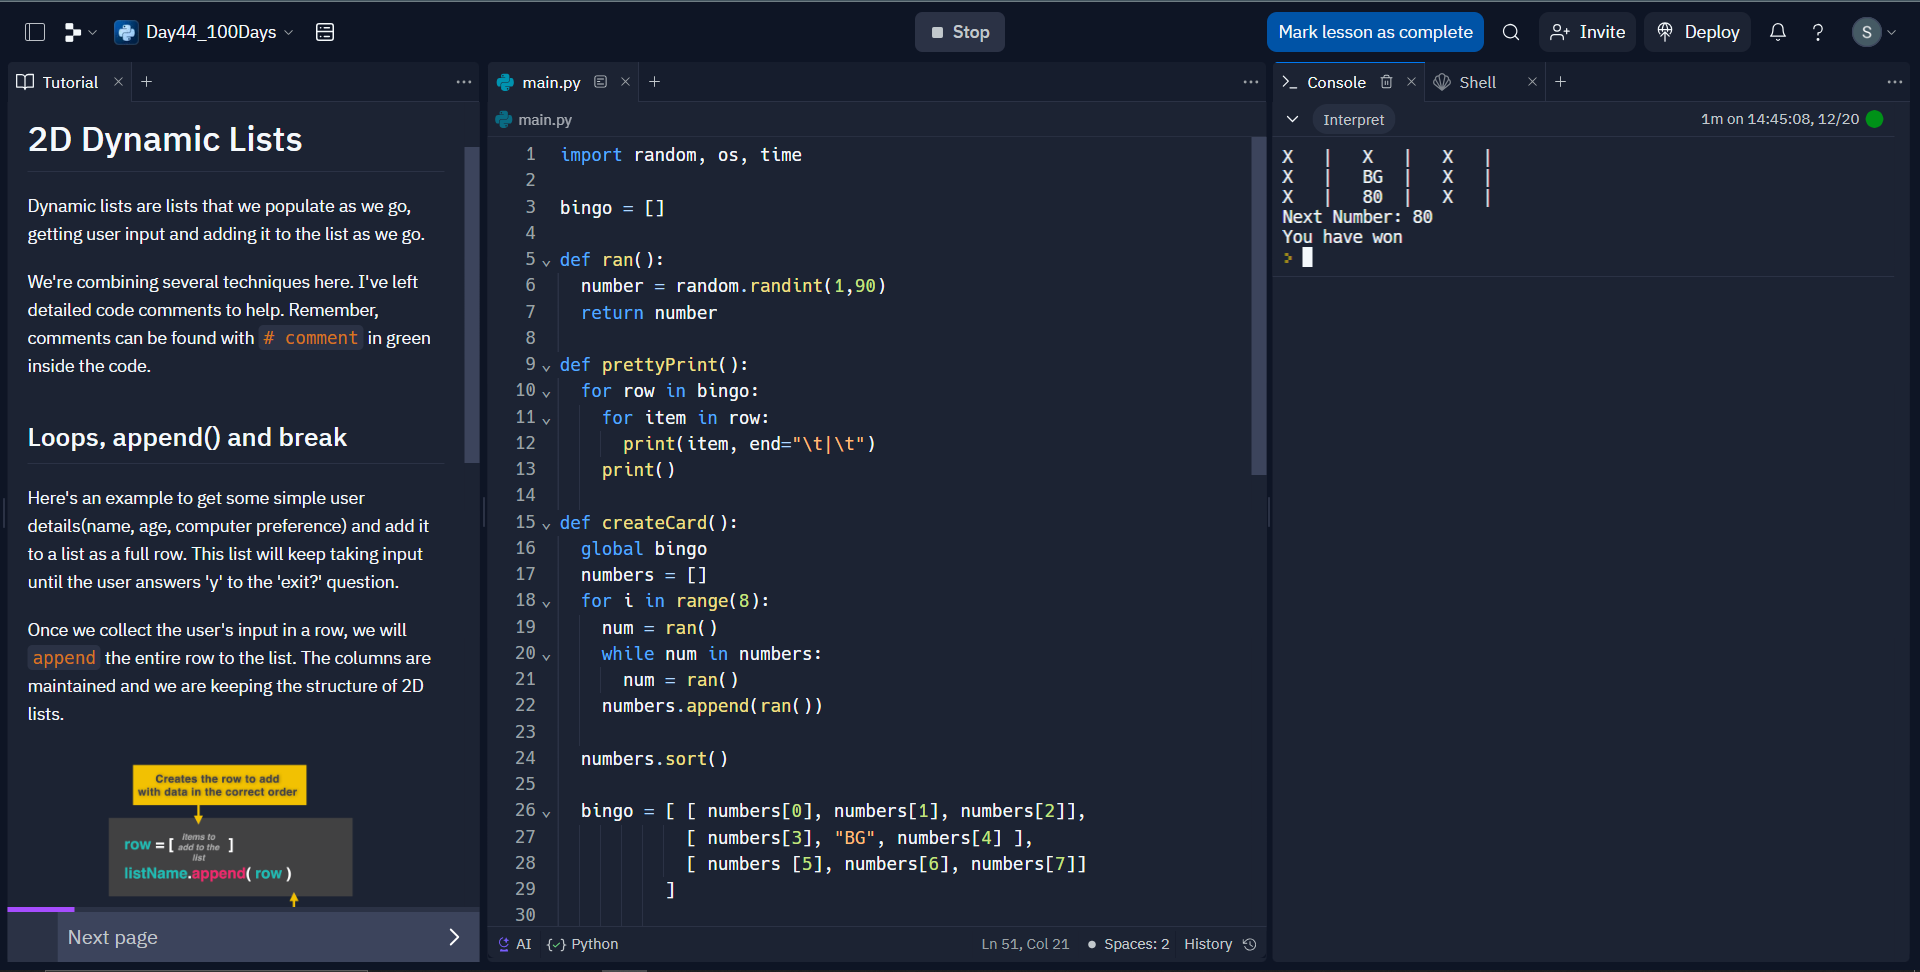 Day44_100Days
Stop
Mark lesson as complete
Invite
Deploy
S
Tutorial
2D Dynamic Lists
Dynamic lists are lists that we populate as we go,
getting user input and adding it to the list as we go.
We're combining several techniques here. I've left
detailed code comments to help. Remember,
comments can be found with # comment in green
inside the code.
Loops, append() and break
Here's an example to get some simple user
details(name, age, computer preference) and add it
to a list as a full row. This list will keep taking input
until the user answers 'y' to the 'exit?' question.
Once we collect the user's input in a row, we will
append the entire row to the list. The columns are
maintained and we are keeping the structure of 2D
lists.
Creates the row to add
with data in the correct order
row = [ Items to add to the list ]
listName.append( row )
Next page
main.py
main.py
1 import random, os, time
2
3 bingo = []
4
5 def ran():
6 number = random.randint(1,90)
7 return number
8
9 def prettyPrint():
10 for row in bingo:
11 for item in row:
12 print(item, end="\t|\t")
13 print()
14
15 def createCard():
16 global bingo
17 numbers = []
18 for i in range(8):
19 num = ran()
20 while num in numbers:
21 num = ran()
22 numbers.append(ran())
23
24 numbers.sort()
25
26 bingo = [ [ numbers[0], numbers[1], numbers[2]],
27 [ numbers[3], "BG", numbers[4] ],
28 [ numbers [5], numbers[6], numbers[7]]
29 ]
30
AI {} Python Ln 51, Col 21 Spaces: 2 History
Console
Shell
Interpret 1m on 14:45:08, 12/20
X | X | X |
X | BG | X |
X | 80 | X |
Next Number: 80
You have won